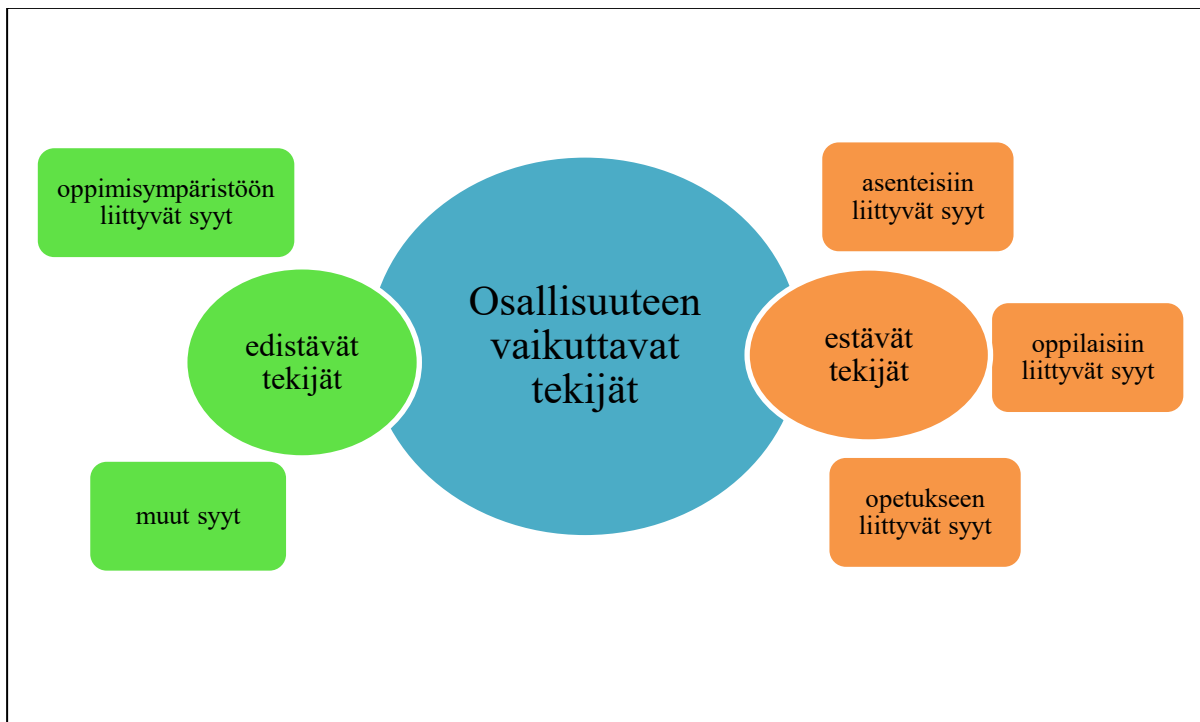 oppimisympäristöön
liittyvät syyt
edistävät
tekijät
muut syyt
Osallisuuteen
vaikuttavat
tekijät
asenteisiin
liittyvät syyt
estävät
tekijät
oppilaisiin
liittyvät syyt
opetukseen
liittyvät syyt